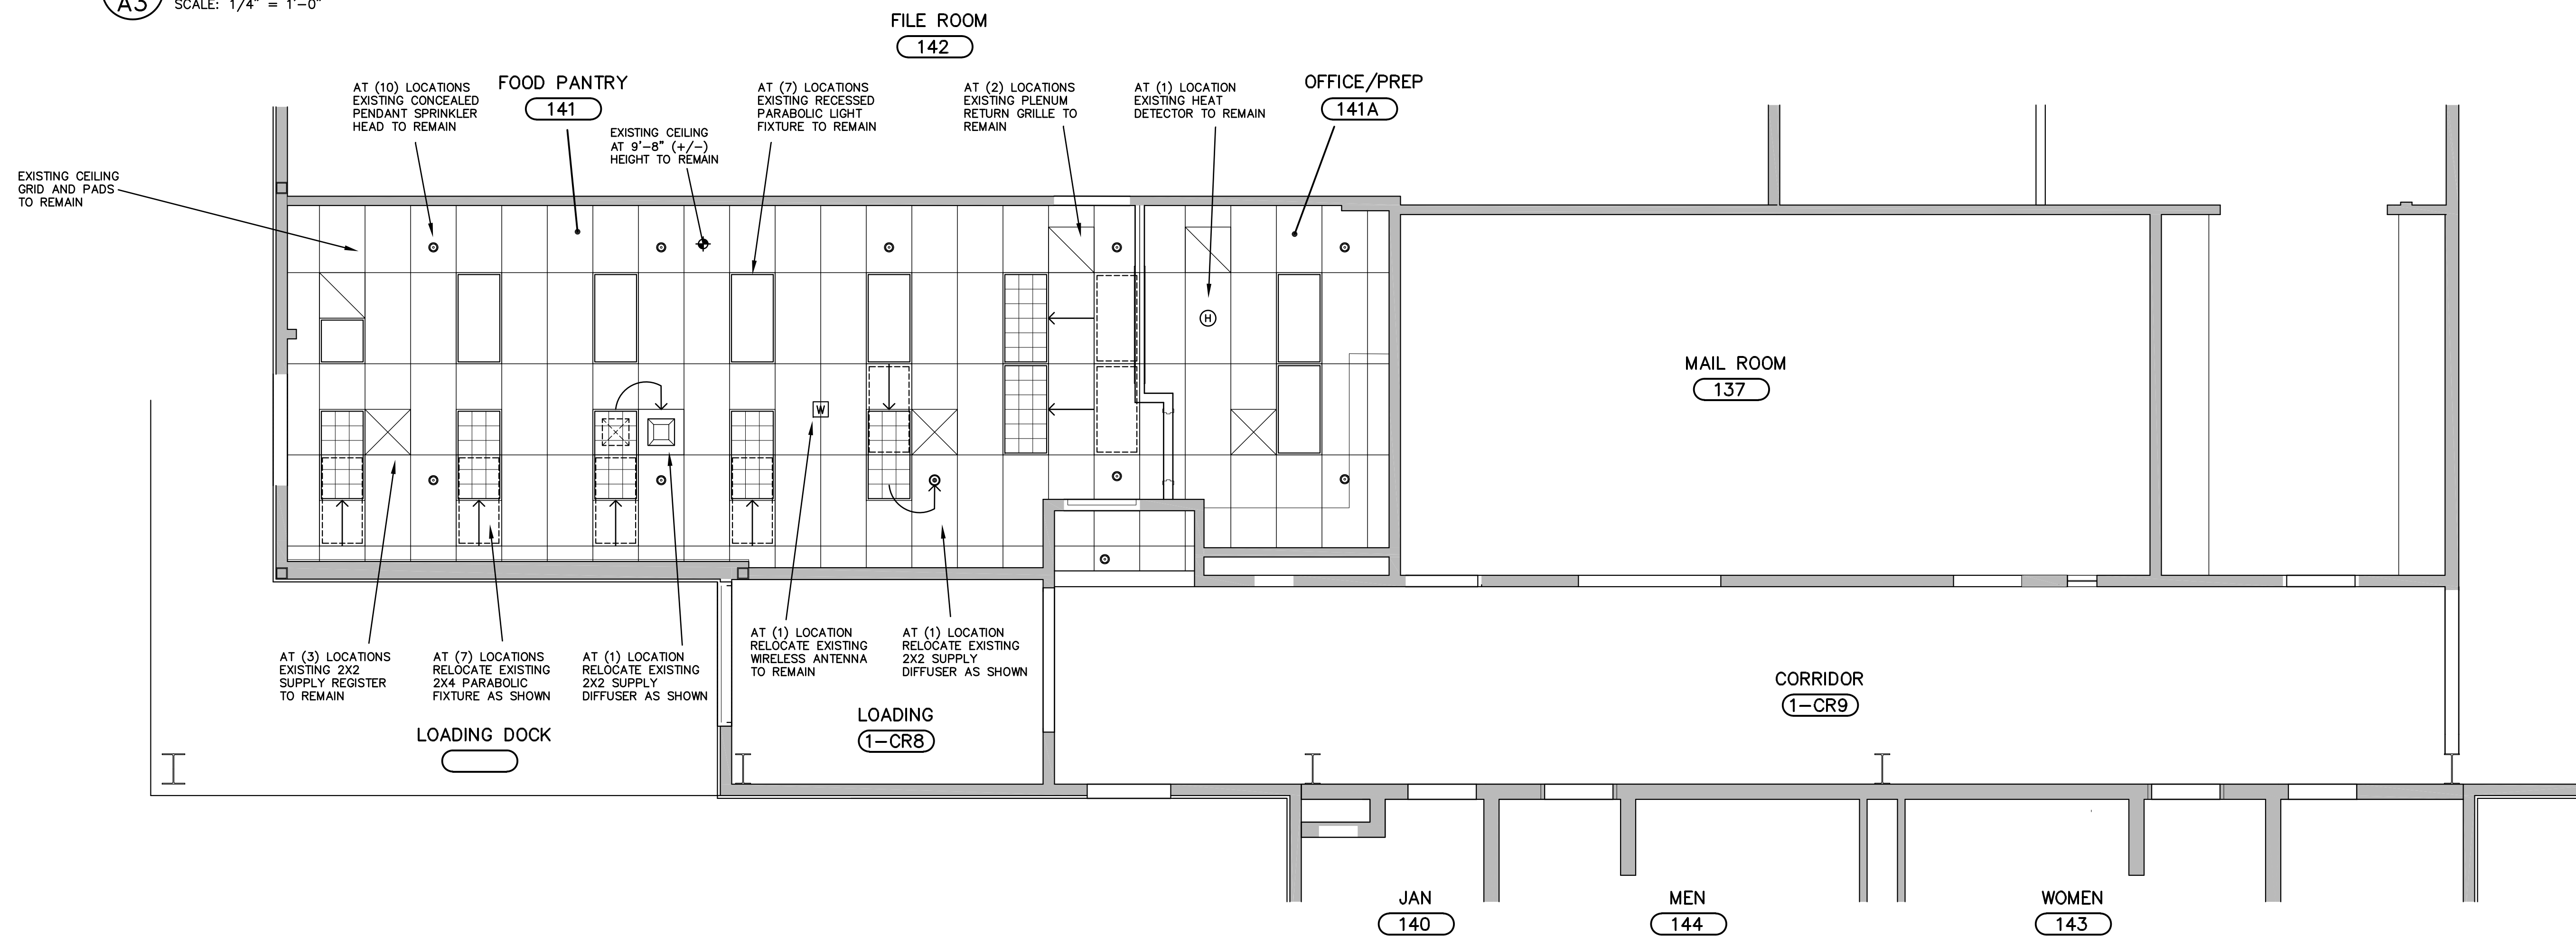 A3
SCALE: 1/4" = 1'-0"
FILE ROOM
142
AT (10) LOCATIONS
EXISTING CONCEALED
PENDANT SPRINKLER
HEAD TO REMAIN
FOOD PANTRY
141
EXISTING CEILING
AT 9'-8" (+/-)
HEIGHT TO REMAIN
AT (7) LOCATIONS
EXISTING RECESSED
PARABOLIC LIGHT
FIXTURE TO REMAIN
AT (2) LOCATIONS
EXISTING PLENUM
RETURN GRILLE TO
REMAIN
AT (1) LOCATION
EXISTING HEAT
DETECTOR TO REMAIN
OFFICE/PREP
141A
EXISTING CEILING
GRID AND PADS
TO REMAIN
H
W
MAIL ROOM
137
AT (3) LOCATIONS
EXISTING 2X2
SUPPLY REGISTER
TO REMAIN
AT (7) LOCATIONS
RELOCATE EXISTING
2X4 PARABOLIC
FIXTURE AS SHOWN
AT (1) LOCATION
RELOCATE EXISTING
2X2 SUPPLY
DIFFUSER AS SHOWN
AT (1) LOCATION
RELOCATE EXISTING
WIRELESS ANTENNA
TO REMAIN
AT (1) LOCATION
RELOCATE EXISTING
2X2 SUPPLY
DIFFUSER AS SHOWN
LOADING DOCK
LOADING
1-CR8
CORRIDOR
1-CR9
JAN
140
MEN
144
WOMEN
143